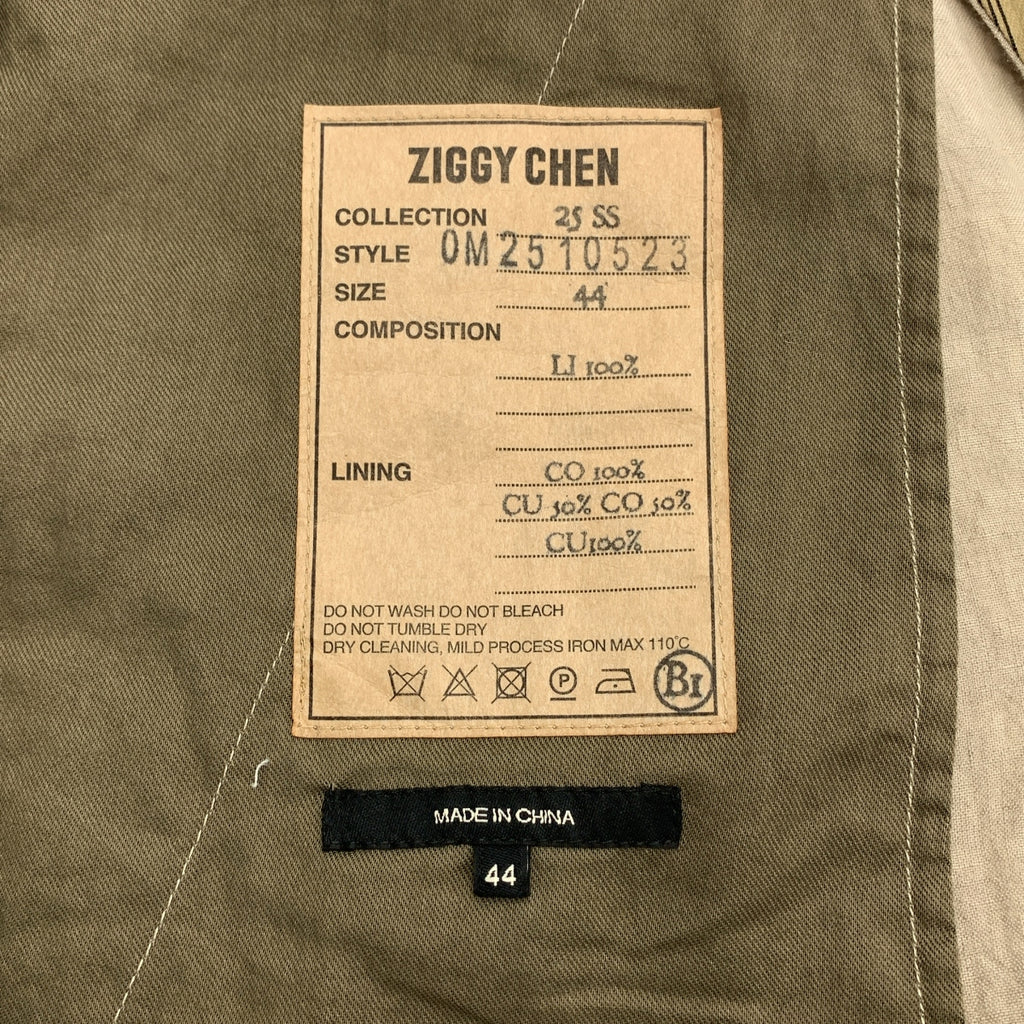 ZIGGY CHEN
COLLECTION 25 SS
STYLE 0M2510523
SIZE 44
COMPOSITION
LI 100%
LINING CO 100%
CU 50% CO 50%
CU100%
DO NOT WASH DO NOT BLEACH
DO NOT TUMBLE DRY
DRY CLEANING, MILD PROCESS IRON MAX 110°C
P
B1
MADE IN CHINA
44